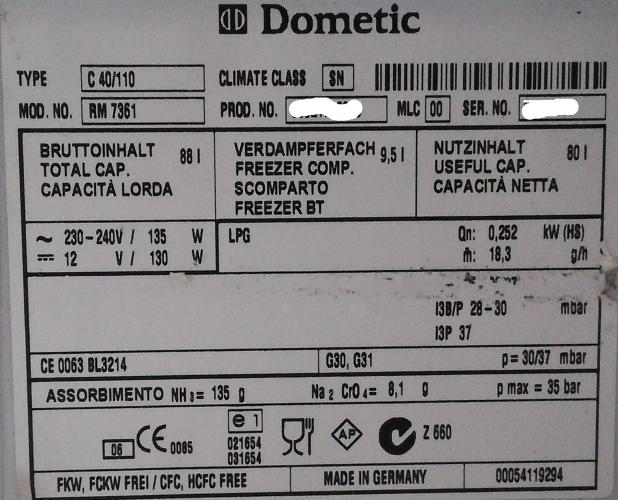 Dometic
TYPE C 40/110 CLIMATE CLASS SN
MOD. NO. RM 7361 PROD. NO. MLC 00 SER. NO.
BRUTTOINHALT 88 l
TOTAL CAP.
CAPACITÀ LORDA
VERDAMPFERFACH 9,5 l
FREEZER COMP.
SCOMPARTO
FREEZER BT
NUTZINHALT 80 l
USEFUL CAP.
CAPACITÀ NETTA
~ 230-240V / 135 W
⎓ 12 V / 130 W
LPG Qn: 0,252 kW (HS)
ṁ: 18,3 g/h
I3B/P 28-30 mbar
I3P 37
CE 0063 BL3214 G30, G31 p = 30/37 mbar
ASSORBIMENTO NH3 = 135 g Na2 CrO4 = 8,1 g p max = 35 bar
06 CE 0085 e1 021654 031654 AP Z 660
FKW, FCKW FREI / CFC, HCFC FREE MADE IN GERMANY 00054119294